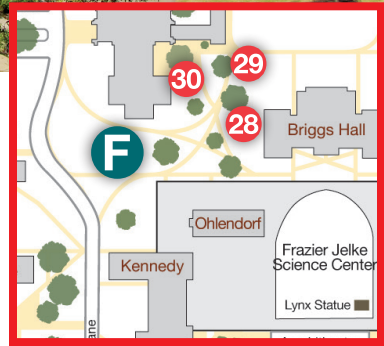 29
30
28
Briggs Hall
F
Ohlendorf
Frazier Jelke
Science Center
Kennedy
Lynx Statue